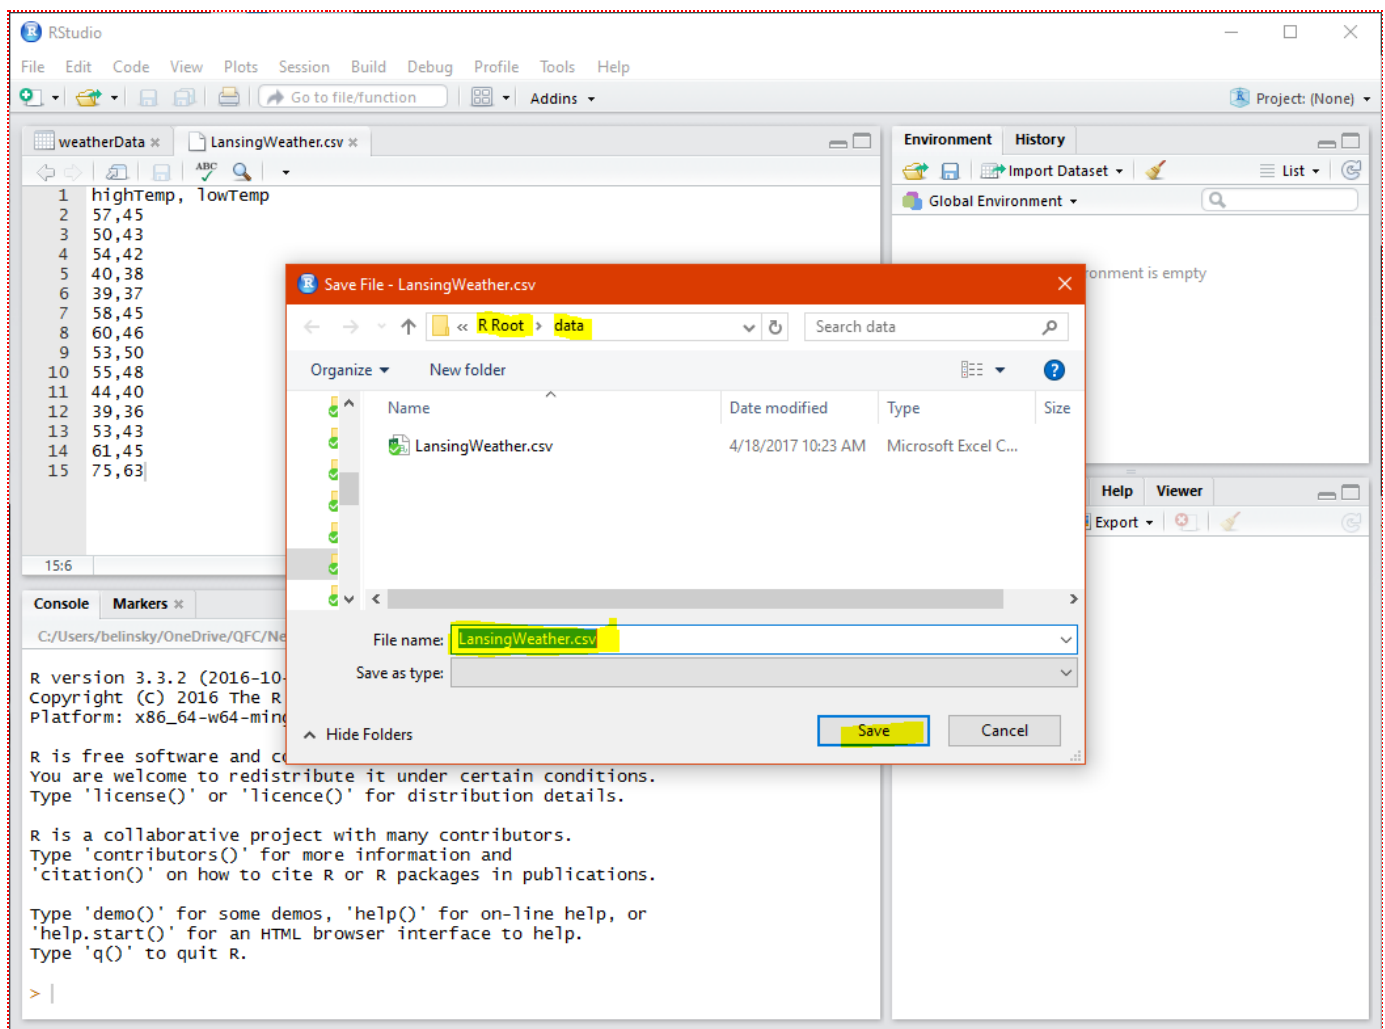 RStudio
File Edit Code View Plots Session Build Debug Profile Tools Help
Go to file/function Addins Project: (None)
weatherData LansingWeather.csv
ABC
1 highTemp, lowTemp
2 57,45
3 50,43
4 54,42
5 40,38
6 39,37
7 58,45
8 60,46
9 53,50
10 55,48
11 44,40
12 39,36
13 53,43
14 61,45
15 75,63
15:6
Environment History
Import Dataset List
Global Environment
ronment is empty
Save File - LansingWeather.csv
« R Root › data Search data
Organize New folder
Name Date modified Type Size
LansingWeather.csv 4/18/2017 10:23 AM Microsoft Excel C...
File name: LansingWeather.csv
Save as type:
Hide Folders Save Cancel
Help Viewer
Export
Console Markers
C:/Users/belinsky/OneDrive/QFC/Ne
R version 3.3.2 (2016-10-
Copyright (C) 2016 The R
Platform: x86_64-w64-ming
R is free software and co
You are welcome to redistribute it under certain conditions.
Type 'license()' or 'licence()' for distribution details.
R is a collaborative project with many contributors.
Type 'contributors()' for more information and
'citation()' on how to cite R or R packages in publications.
Type 'demo()' for some demos, 'help()' for on-line help, or
'help.start()' for an HTML browser interface to help.
Type 'q()' to quit R.
>